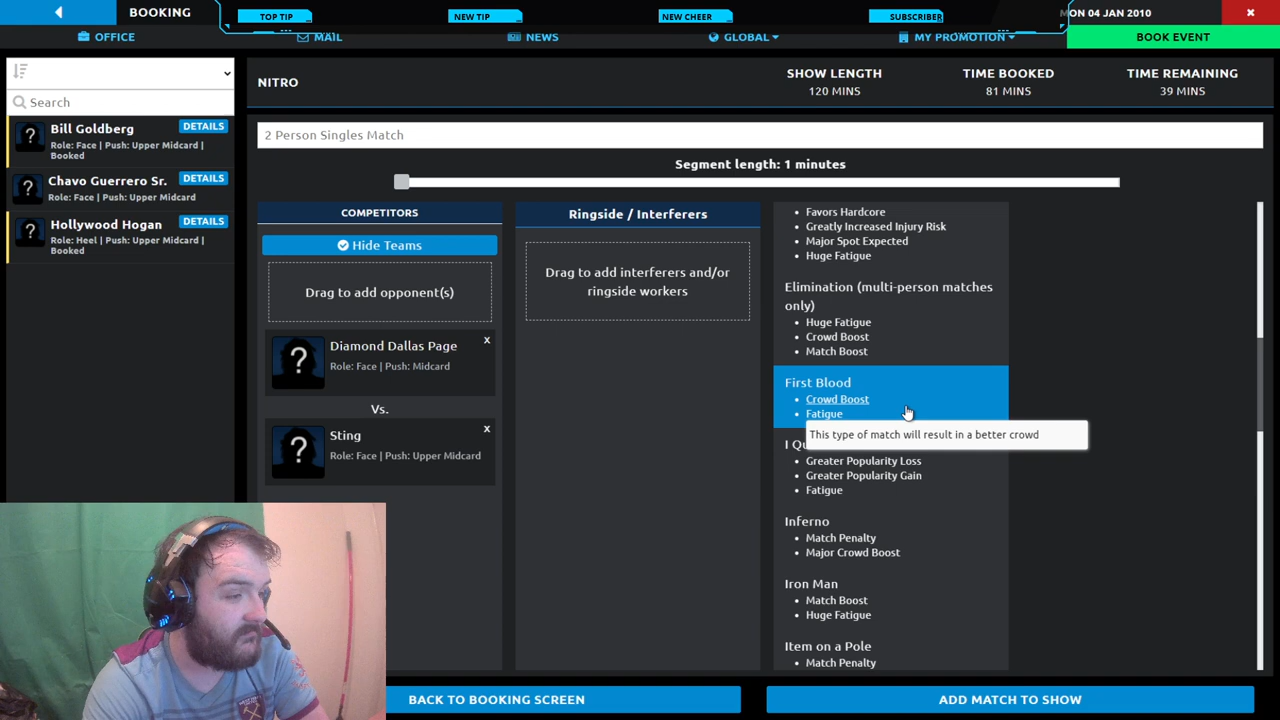 BOOKING
TOP TIP
NEW TIP
NEW CHEER
SUBSCRIBER
MON 04 JAN 2010
OFFICE
MAIL
NEWS
GLOBAL
MY PROMOTION
BOOK EVENT
Search
Bill Goldberg
DETAILS
Role: Face | Push: Upper Midcard |
Booked
Chavo Guerrero Sr.
DETAILS
Role: Face | Push: Upper Midcard
Hollywood Hogan
DETAILS
Role: Heel | Push: Upper Midcard |
Booked
NITRO
SHOW LENGTH
120 MINS
TIME BOOKED
81 MINS
TIME REMAINING
39 MINS
2 Person Singles Match
Segment length: 1 minutes
COMPETITORS
Hide Teams
Drag to add opponent(s)
Diamond Dallas Page
x
Role: Face | Push: Midcard
Vs.
Sting
x
Role: Face | Push: Upper Midcard
Ringside / Interferers
Drag to add interferers and/or
ringside workers
Favors Hardcore
Greatly Increased Injury Risk
Major Spot Expected
Huge Fatigue
Elimination (multi-person matches
only)
Huge Fatigue
Crowd Boost
Match Boost
First Blood
Crowd Boost
Fatigue
This type of match will result in a better crowd
I Qu
Greater Popularity Loss
Greater Popularity Gain
Fatigue
Inferno
Match Penalty
Major Crowd Boost
Iron Man
Match Boost
Huge Fatigue
Item on a Pole
Match Penalty
BACK TO BOOKING SCREEN
ADD MATCH TO SHOW